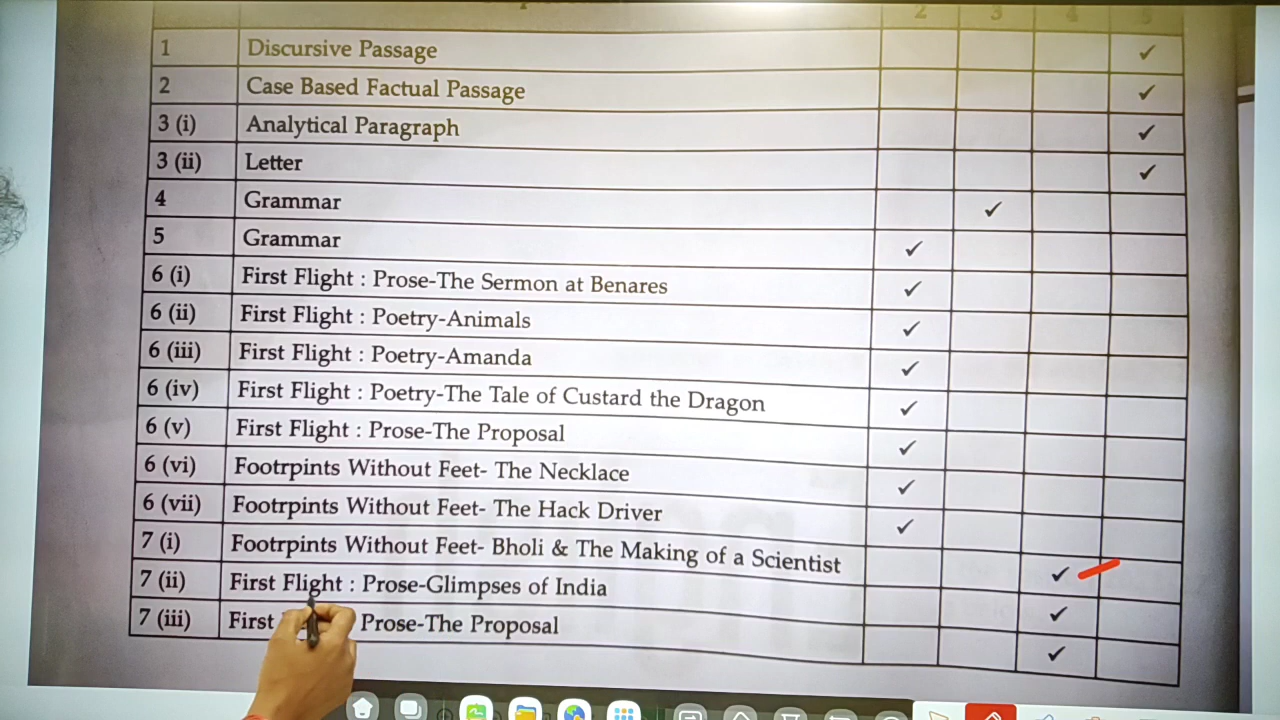 2 3 4 5
1 Discursive Passage ✓
2 Case Based Factual Passage ✓
3 (i) Analytical Paragraph ✓
3 (ii) Letter ✓
4 Grammar ✓
5 Grammar ✓
6 (i) First Flight : Prose-The Sermon at Benares ✓
6 (ii) First Flight : Poetry-Animals ✓
6 (iii) First Flight : Poetry-Amanda ✓
6 (iv) First Flight : Poetry-The Tale of Custard the Dragon ✓
6 (v) First Flight : Prose-The Proposal ✓
6 (vi) Footrpints Without Feet- The Necklace ✓
6 (vii) Footrpints Without Feet- The Hack Driver ✓
7 (i) Footrpints Without Feet- Bholi & The Making of a Scientist ✓
7 (ii) First Flight : Prose-Glimpses of India ✓
7 (iii) First Prose-The Proposal ✓